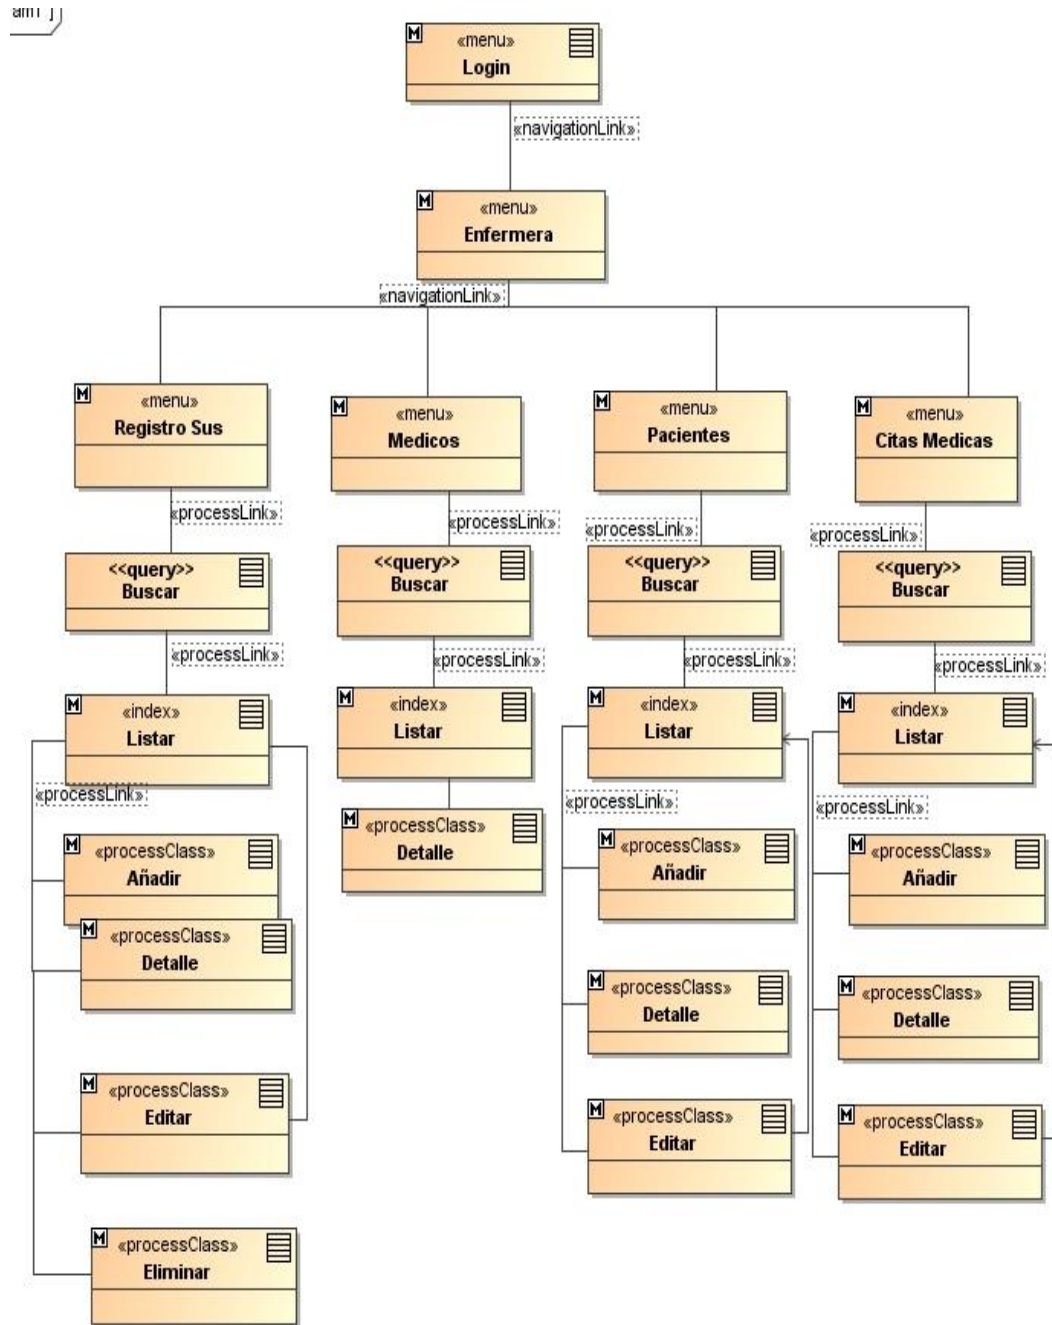 M
«menu»
Login
«navigationLink»
M
«menu»
Enfermera
«navigationLink»
M
«menu»
Registro Sus
M
«menu»
Medicos
M
«menu»
Pacientes
M
«menu»
Citas Medicas
«processLink»
«processLink»
«processLink»
«processLink»
<<query>>
Buscar
<<query>>
Buscar
<<query>>
Buscar
<<query>>
Buscar
«processLink»
«processLink»
«processLink»
«processLink»
M
«index»
Listar
M
«index»
Listar
M
«index»
Listar
M
«index»
Listar
«processLink»
«processLink»
«processLink»
M
«processClass»
Añadir
M
«processClass»
Detalle
M
«processClass»
Añadir
M
«processClass»
Añadir
M
«processClass»
Detalle
M
«processClass»
Detalle
M
«processClass»
Detalle
M
«processClass»
Editar
M
«processClass»
Editar
M
«processClass»
Editar
M
«processClass»
Eliminar